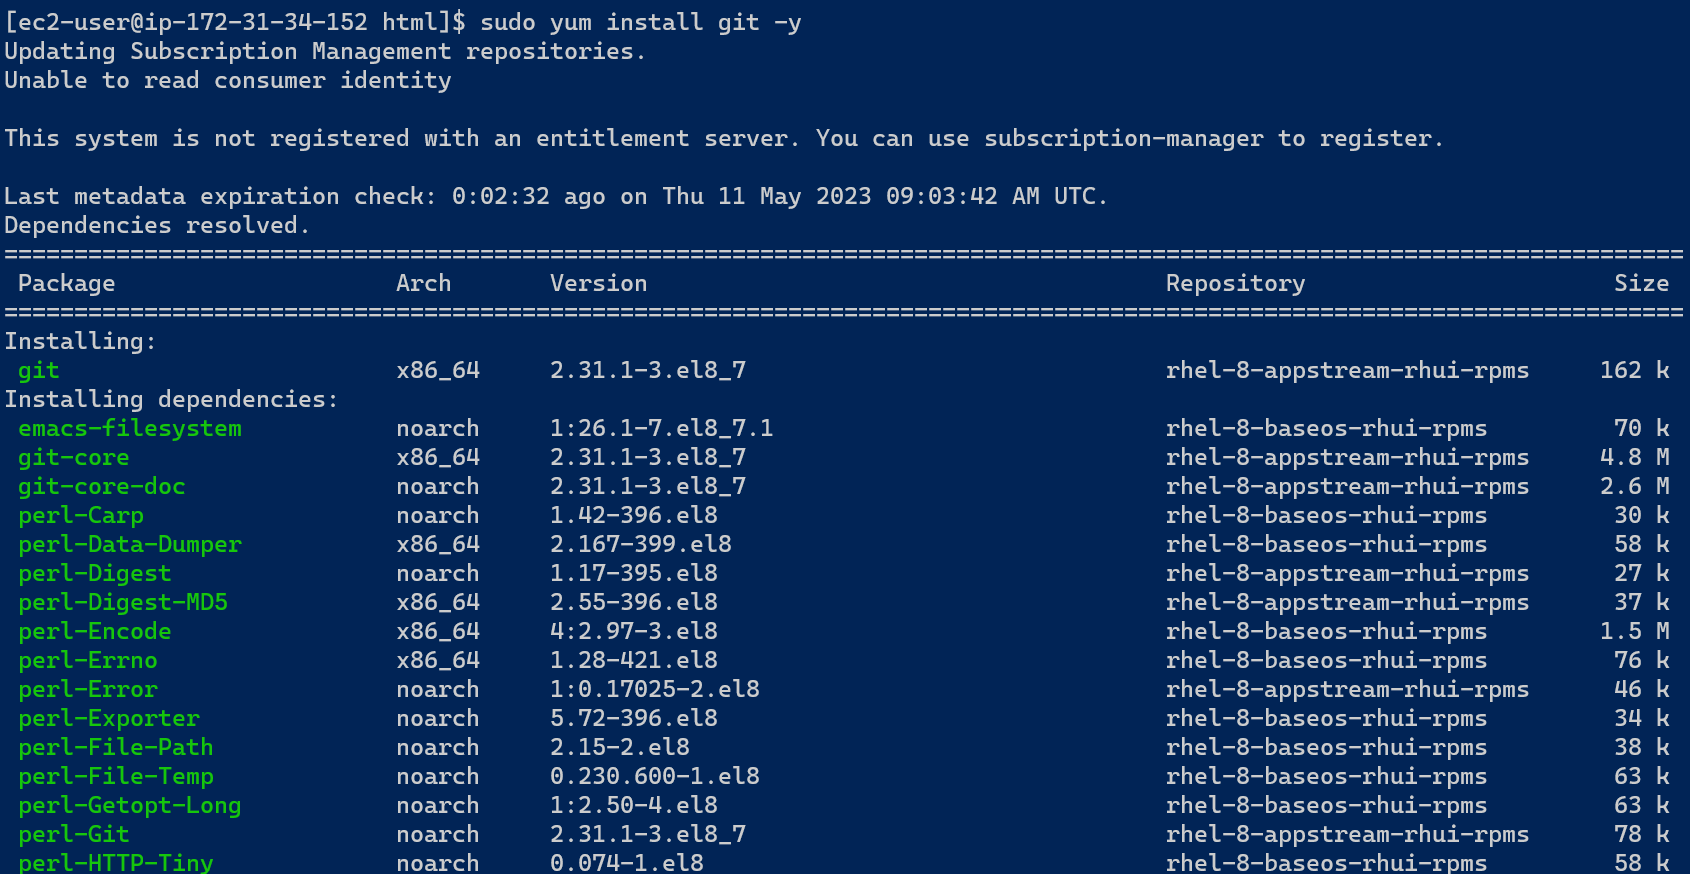 [ec2-user@ip-172-31-34-152 html]$ sudo yum install git -y
Updating Subscription Management repositories.
Unable to read consumer identity
This system is not registered with an entitlement server. You can use subscription-manager to register.
Last metadata expiration check: 0:02:32 ago on Thu 11 May 2023 09:03:42 AM UTC.
Dependencies resolved.
========================================================================================================================
Package Arch Version Repository Size
========================================================================================================================
Installing:
git x86_64 2.31.1-3.el8_7 rhel-8-appstream-rhui-rpms 162 k
Installing dependencies:
emacs-filesystem noarch 1:26.1-7.el8_7.1 rhel-8-baseos-rhui-rpms 70 k
git-core x86_64 2.31.1-3.el8_7 rhel-8-appstream-rhui-rpms 4.8 M
git-core-doc noarch 2.31.1-3.el8_7 rhel-8-appstream-rhui-rpms 2.6 M
perl-Carp noarch 1.42-396.el8 rhel-8-baseos-rhui-rpms 30 k
perl-Data-Dumper x86_64 2.167-399.el8 rhel-8-baseos-rhui-rpms 58 k
perl-Digest noarch 1.17-395.el8 rhel-8-appstream-rhui-rpms 27 k
perl-Digest-MD5 x86_64 2.55-396.el8 rhel-8-appstream-rhui-rpms 37 k
perl-Encode x86_64 4:2.97-3.el8 rhel-8-baseos-rhui-rpms 1.5 M
perl-Errno x86_64 1.28-421.el8 rhel-8-baseos-rhui-rpms 76 k
perl-Error noarch 1:0.17025-2.el8 rhel-8-appstream-rhui-rpms 46 k
perl-Exporter noarch 5.72-396.el8 rhel-8-baseos-rhui-rpms 34 k
perl-File-Path noarch 2.15-2.el8 rhel-8-baseos-rhui-rpms 38 k
perl-File-Temp noarch 0.230.600-1.el8 rhel-8-baseos-rhui-rpms 63 k
perl-Getopt-Long noarch 1:2.50-4.el8 rhel-8-baseos-rhui-rpms 63 k
perl-Git noarch 2.31.1-3.el8_7 rhel-8-appstream-rhui-rpms 78 k
perl-HTTP-Tiny noarch 0.074-1.el8 rhel-8-baseos-rhui-rpms 58 k